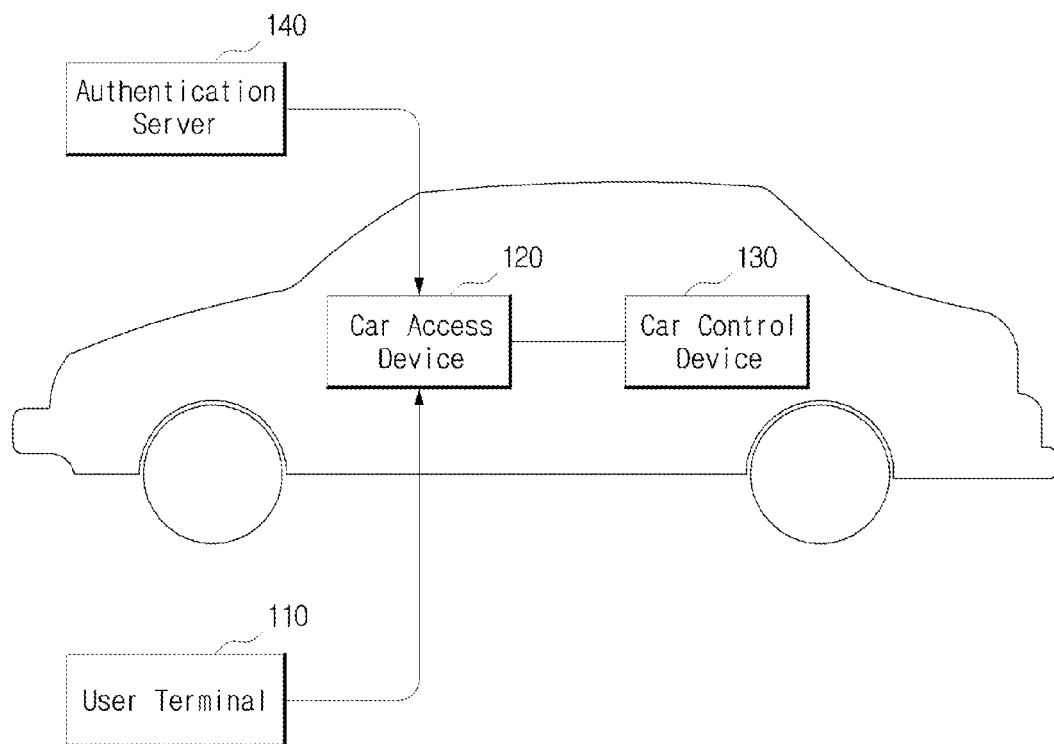 140
Authentication
Server
120
Car Access
Device
130
Car Control
Device
110
User Terminal